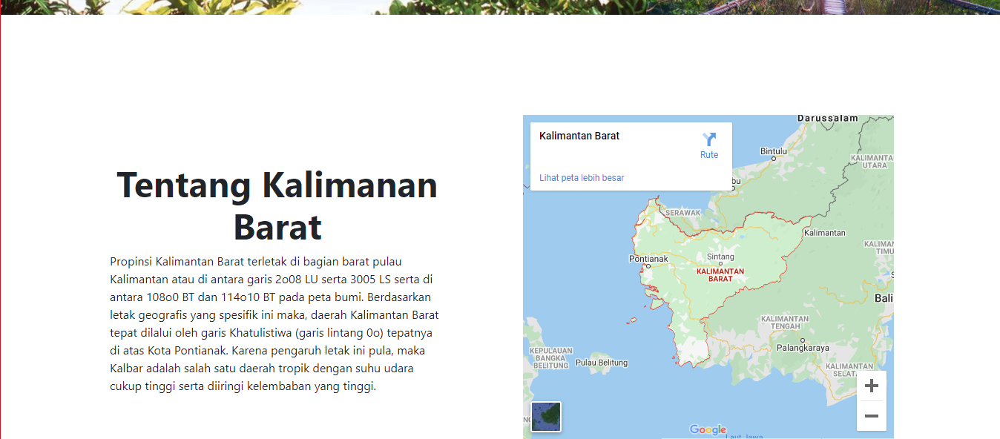 Tentang Kalimanan
Barat
Propinsi Kalimantan Barat terletak di bagian barat pulau
Kalimantan atau di antara garis 2o08 LU serta 3005 LS serta di
antara 108o0 BT dan 114o10 BT pada peta bumi. Berdasarkan
letak geografis yang spesifik ini maka, daerah Kalimantan Barat
tepat dilalui oleh garis Khatulistiwa (garis lintang 0o) tepatnya
di atas Kota Pontianak. Karena pengaruh letak ini pula, maka
Kalbar adalah salah satu daerah tropik dengan suhu udara
cukup tinggi serta diiringi kelembaban yang tinggi.
Kalimantan Barat
Rute
Lihat peta lebih besar
Darussalam
Bintulu
KALIMANTA
UTARA
bu
SERAWAK
Kalimantan
KALIMAN
TIMU
Pontianak
Sintang
KALIMANTAN
BARAT
Bali
KALIMANTAN
TENGAH
Palangkaraya
KEPULAUAN
BANGKA
BELITUNG
Pulau Belitung
KALIMANTAN
SELAT
Google
Laut Jawa